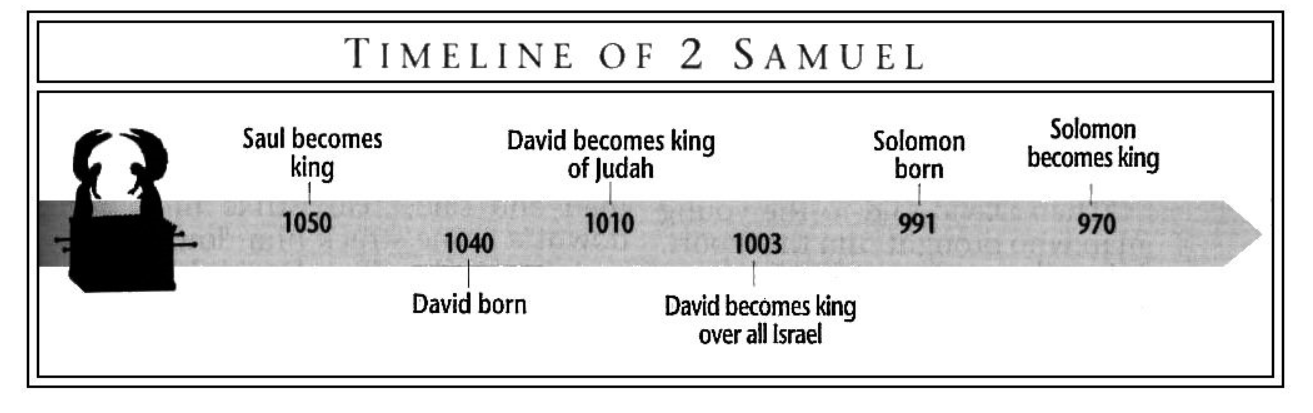 TIMELINE OF 2 SAMUEL
Saul becomes
king
1050
1040
David born
David becomes king
of Judah
1010
1003
David becomes king
over all Israel
Solomon
born
991
Solomon
becomes king
970